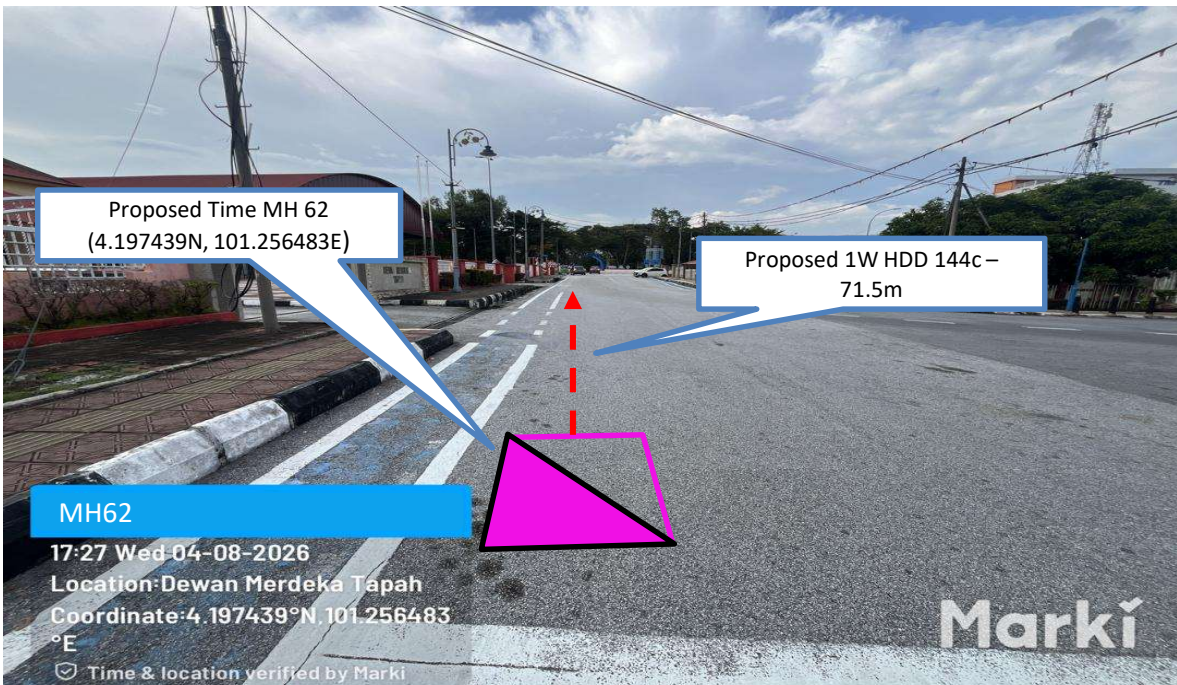 Proposed Time MH 62
(4.197439N, 101.256483E)
Proposed 1W HDD 144c –
71.5m
MH62
17:27 Wed 04-08-2026
Location:Dewan Merdeka Tapah
Coordinate:4.197439°N,101.256483
°E
Time & location verified by Marki
Marki